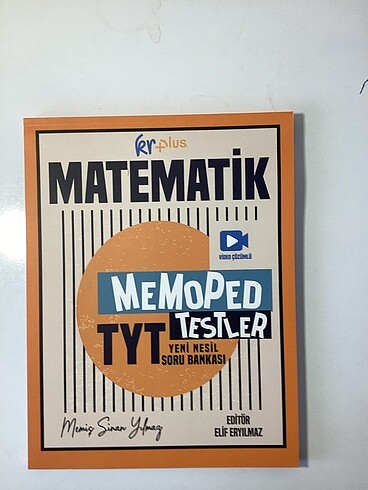 kr+plus
MATEMATİK
VİDEO ÇÖZÜMLÜ
MEMOPED
TESTLER
TYT
YENİ NESİL
SORU BANKASI
Memiş Sinan Yılmaz
EDİTÖR
ELİF ERYILMAZ